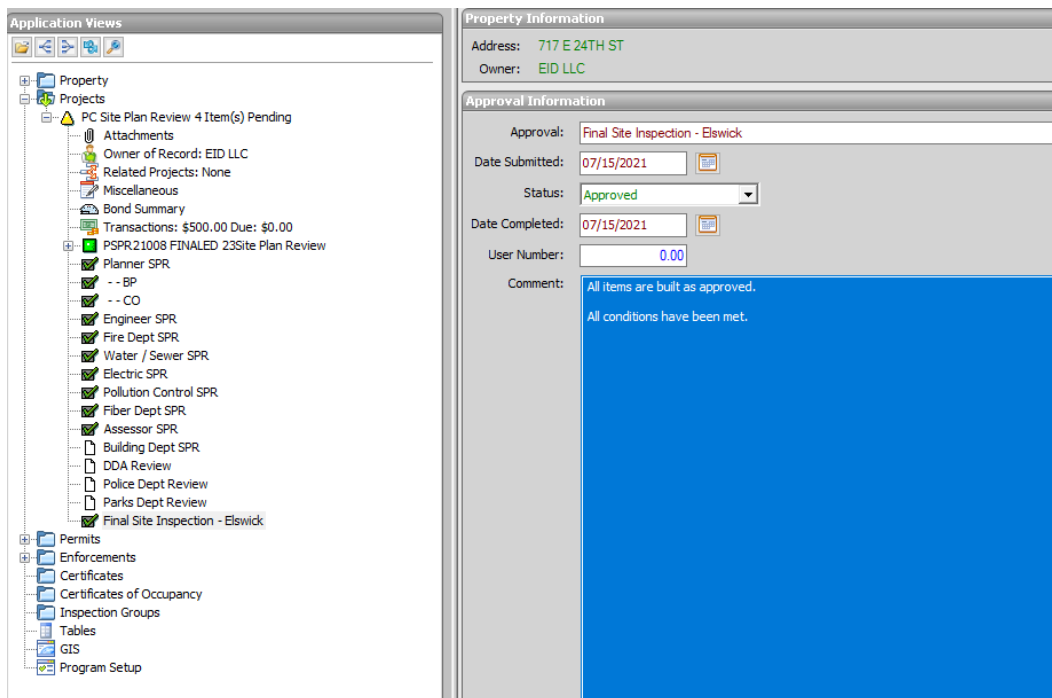 Application Views
Property
Projects
PC Site Plan Review 4 Item(s) Pending
Attachments
Owner of Record: EID LLC
Related Projects: None
Miscellaneous
Bond Summary
Transactions: $500.00 Due: $0.00
PSPR21008 FINALED 23Site Plan Review
Planner SPR
- - BP
- - CO
Engineer SPR
Fire Dept SPR
Water / Sewer SPR
Electric SPR
Pollution Control SPR
Fiber Dept SPR
Assessor SPR
Building Dept SPR
DDA Review
Police Dept Review
Parks Dept Review
Final Site Inspection - Elswick
Permits
Enforcements
Certificates
Certificates of Occupancy
Inspection Groups
Tables
GIS
Program Setup
Property Information
Address: 717 E 24TH ST
Owner: EID LLC
Approval Information
Approval: Final Site Inspection - Elswick
Date Submitted: 07/15/2021
Status: Approved
Date Completed: 07/15/2021
User Number: 0.00
Comment: All items are built as approved.
All conditions have been met.